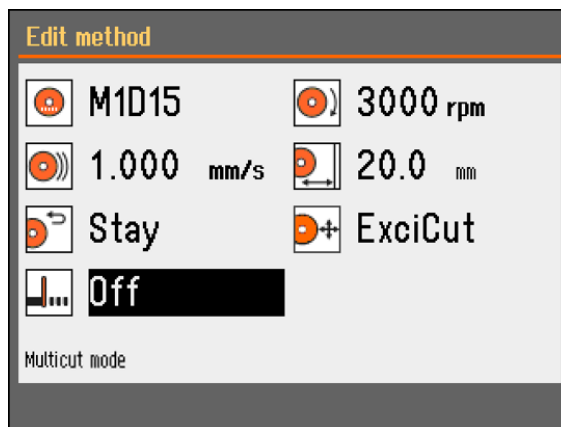 Edit method
M1D15 3000 rpm
1.000 mm/s 20.0 mm
Stay ExciCut
Off
Multicut mode